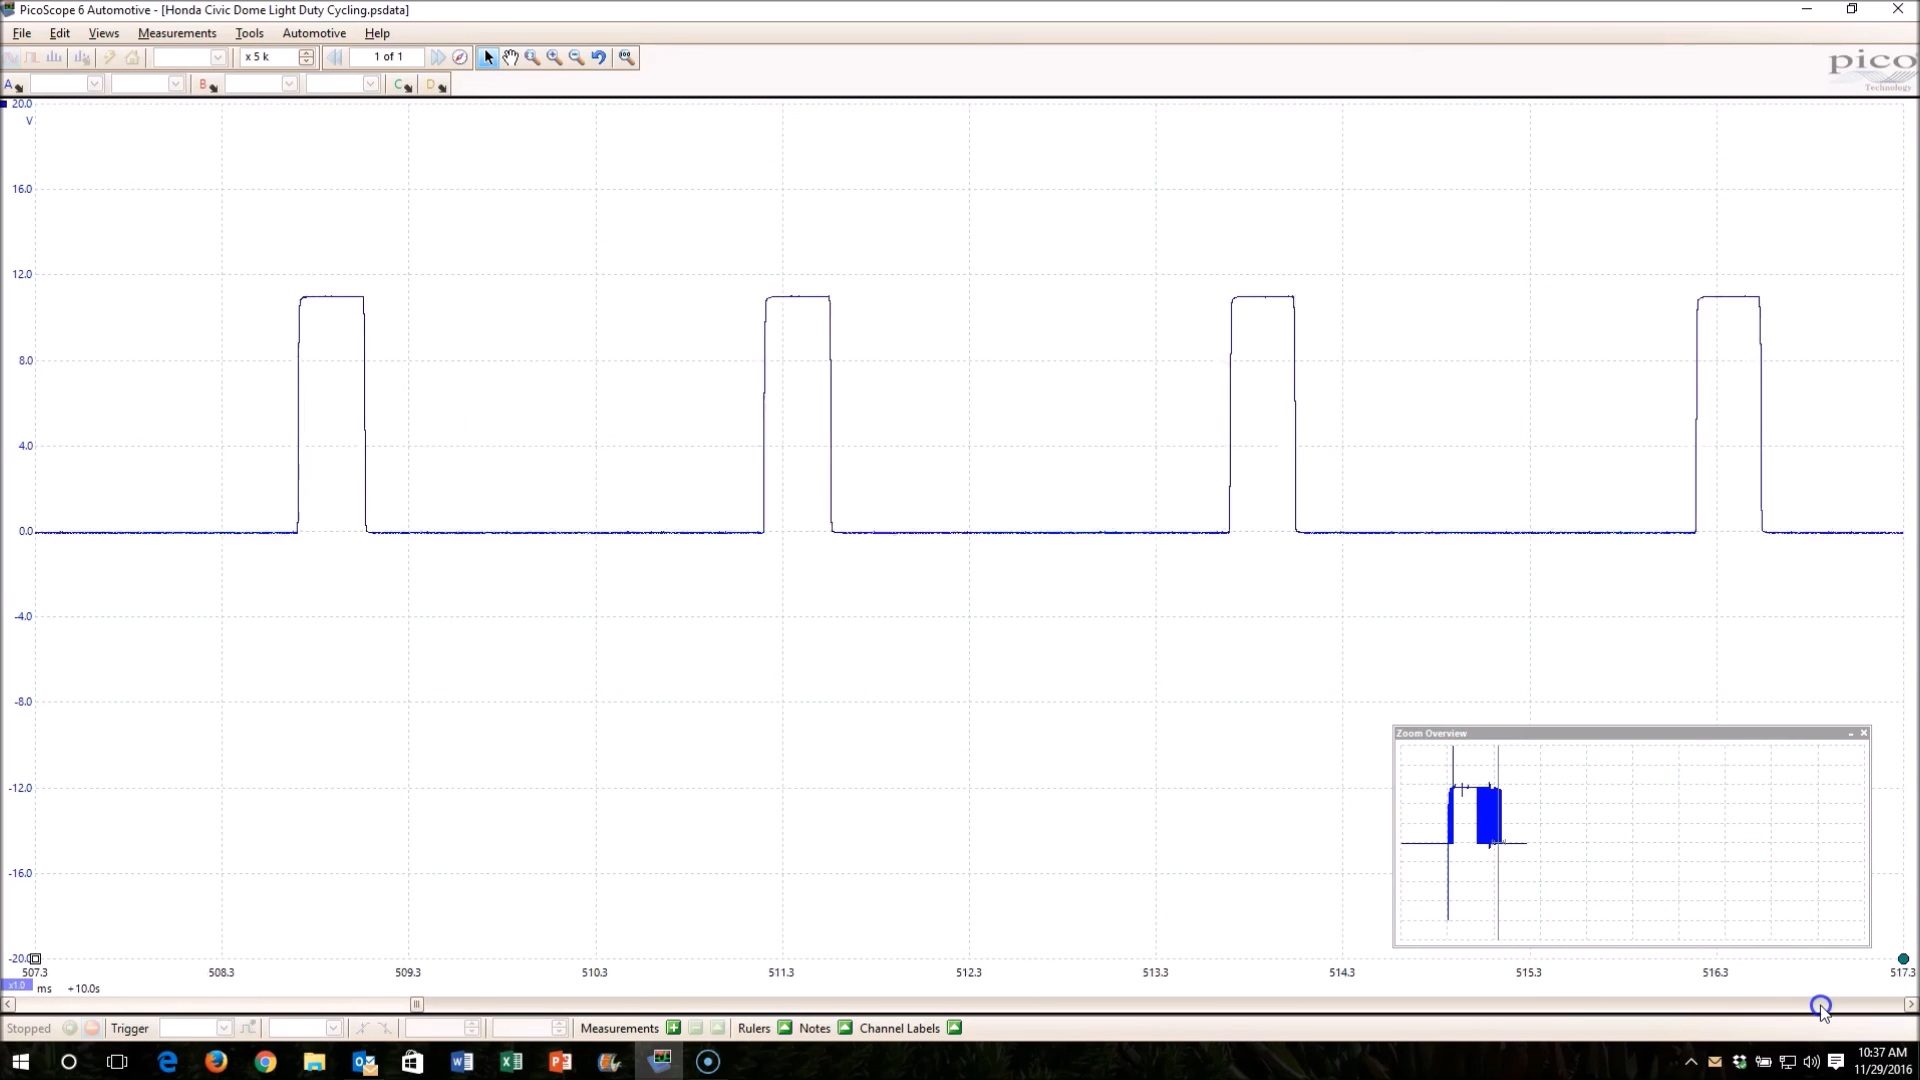 PicoScope 6 Automotive - [Honda Civic Dome Light Duty Cycling.psdata]
File Edit Views Measurements Tools Automotive Help
x 5 k 1 of 1
pico
Technology
A B C D
20.0
V
16.0
12.0
8.0
4.0
0.0
-4.0
-8.0
Zoom Overview
-12.0
-16.0
-20.0
507.3 508.3 509.3 510.3 511.3 512.3 513.3 514.3 515.3 516.3 517.3
x1.0 ms +10.0s
Stopped Trigger Measurements Rulers Notes Channel Labels
10:37 AM
11/29/2016